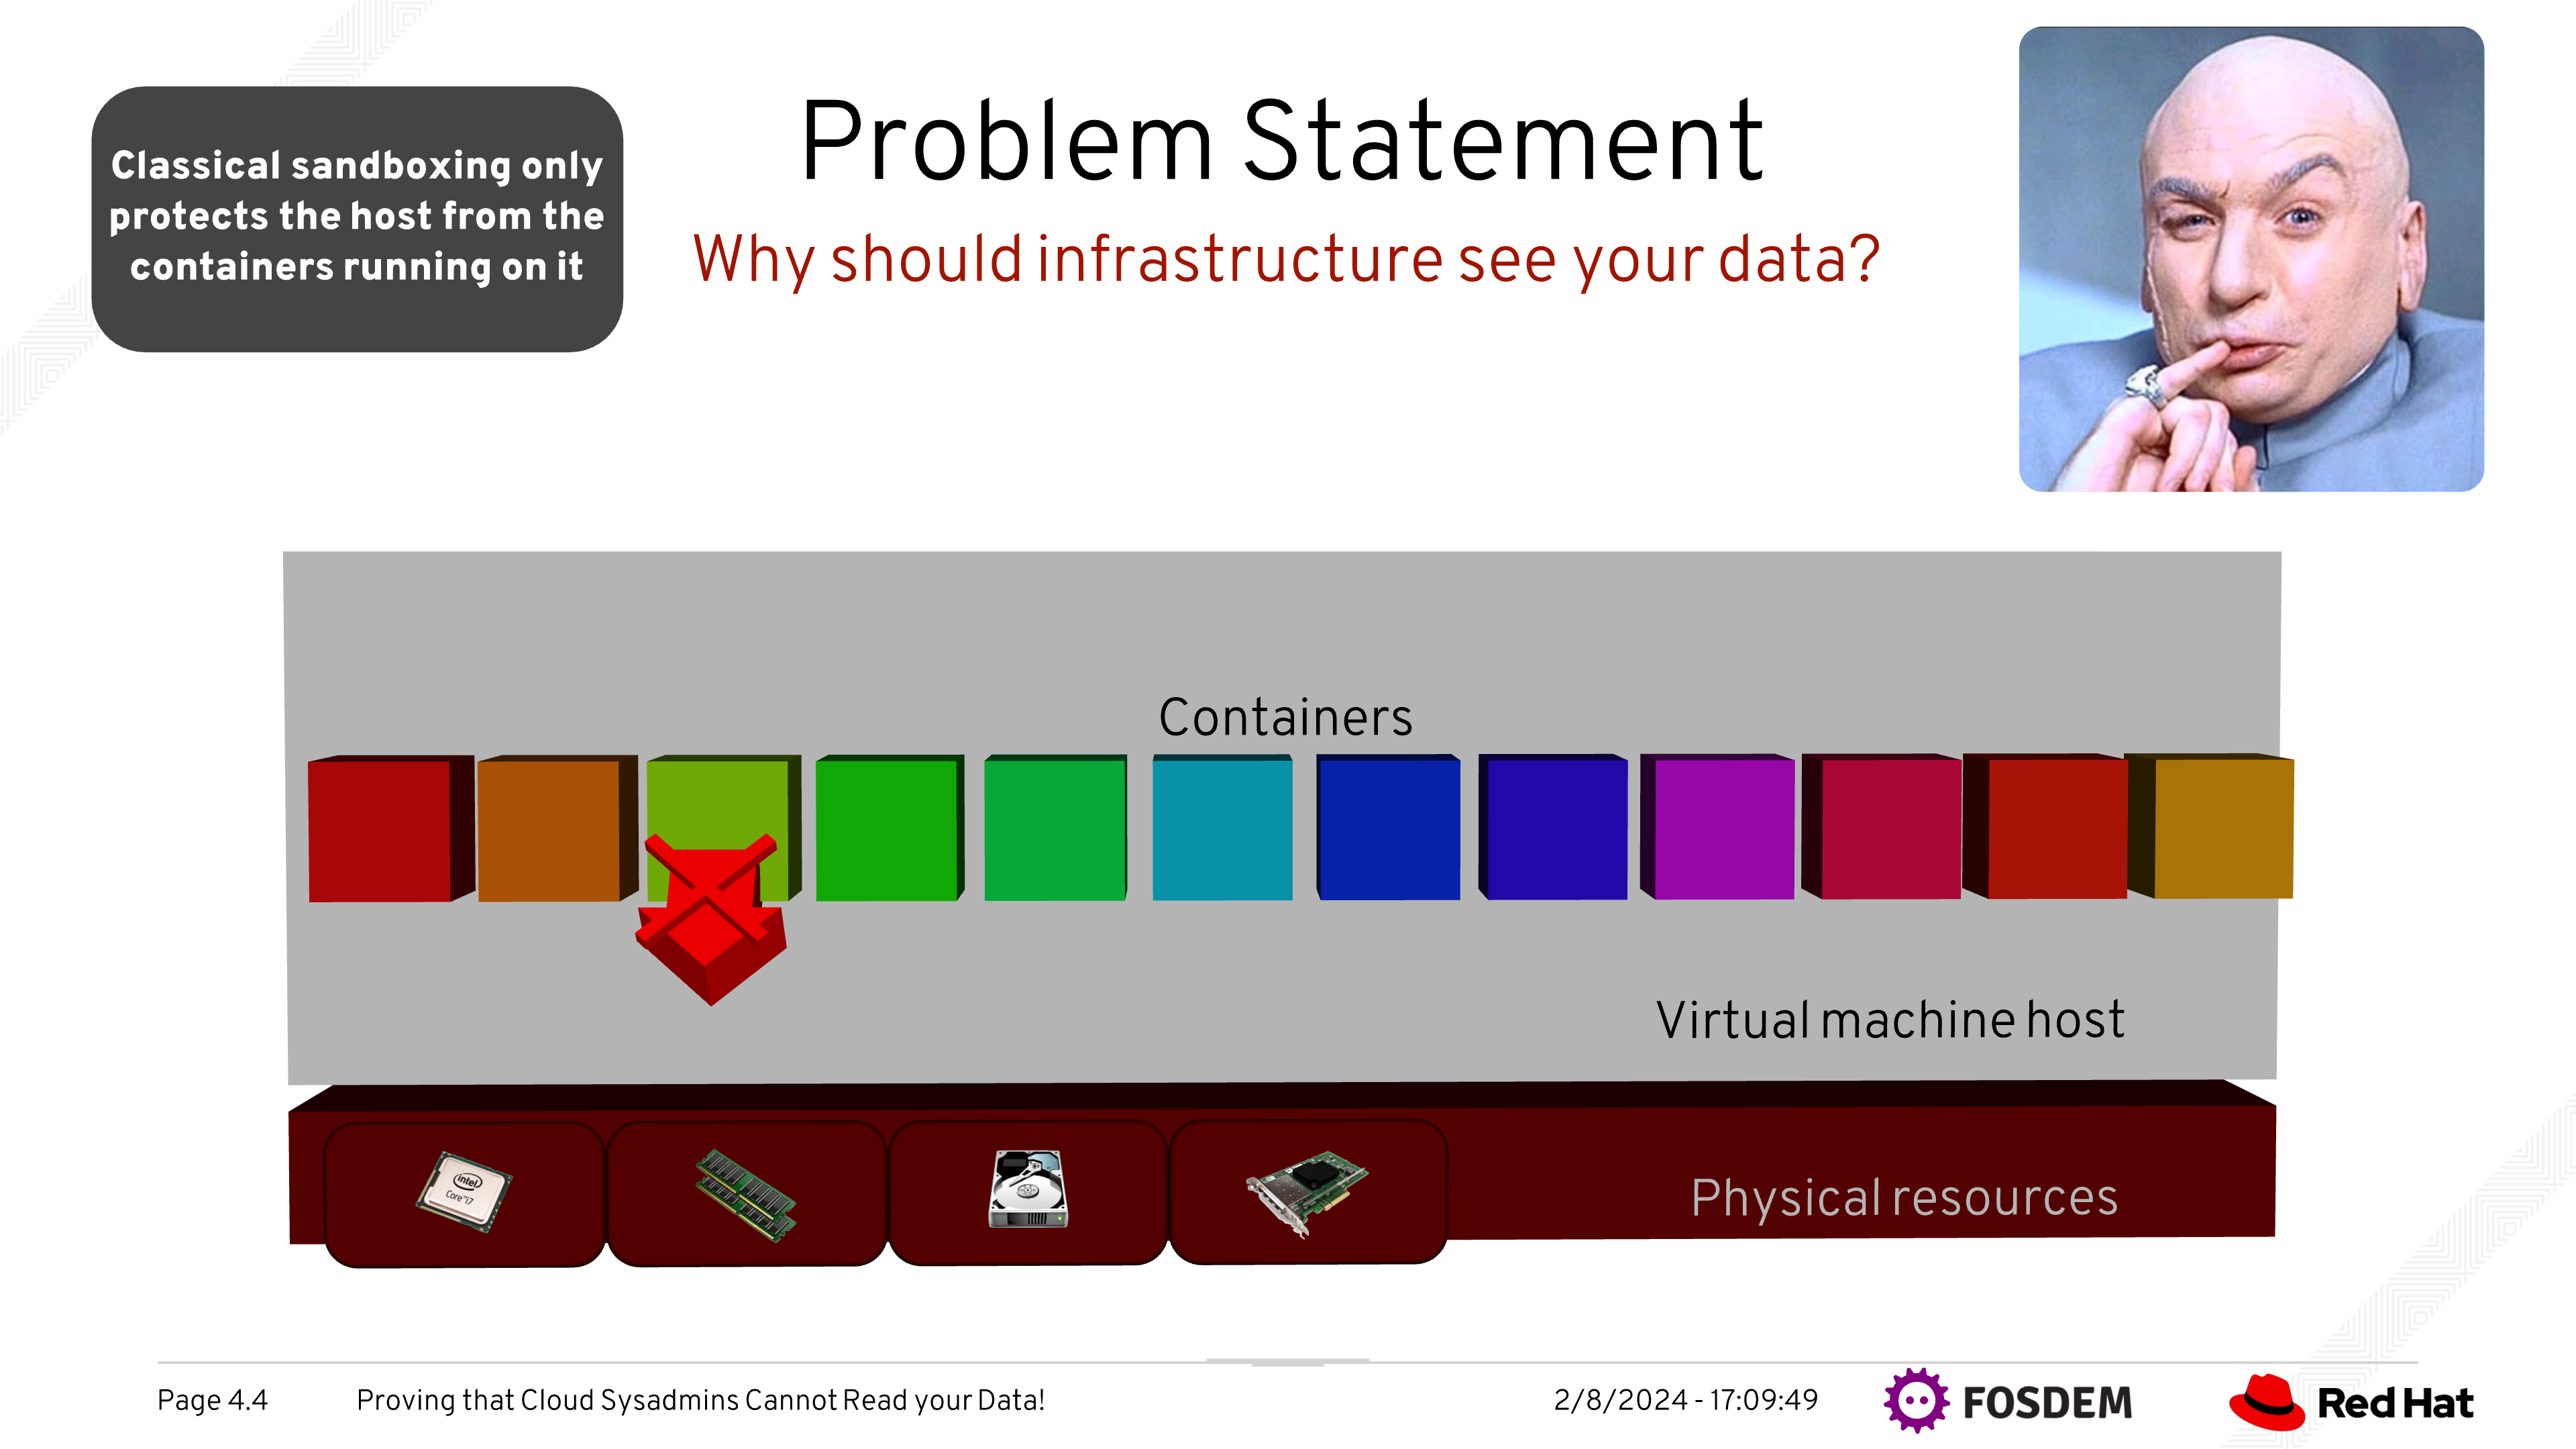 Classical sandboxing only
protects the host from the
containers running on it
Problem Statement
Why should infrastructure see your data?
Containers
Virtual machine host
intel
Core i7
Physical resources
Page 4.4
Proving that Cloud Sysadmins Cannot Read your Data!
2/8/2024 - 17:09:49
FOSDEM
Red Hat